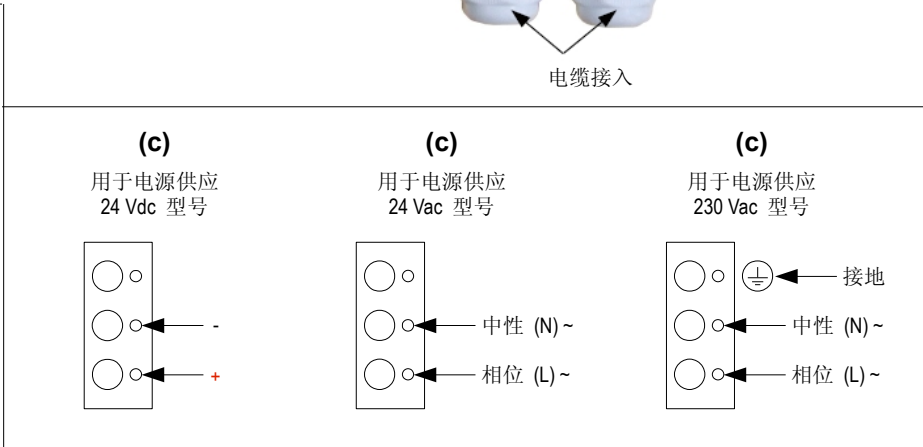 电缆接入
(c)
用于电源供应
24 Vdc 型号
-
+
(c)
用于电源供应
24 Vac 型号
中性 (N) ~
相位 (L) ~
(c)
用于电源供应
230 Vac 型号
接地
中性 (N) ~
相位 (L) ~